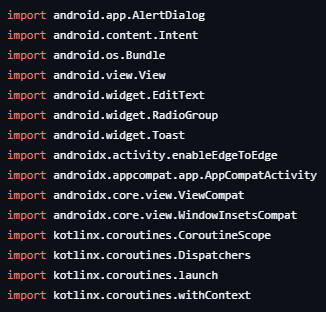 import android.app.AlertDialog
import android.content.Intent
import android.os.Bundle
import android.view.View
import android.widget.EditText
import android.widget.RadioGroup
import android.widget.Toast
import androidx.activity.enableEdgeToEdge
import androidx.appcompat.app.AppCompatActivity
import androidx.core.view.ViewCompat
import androidx.core.view.WindowInsetsCompat
import kotlinx.coroutines.CoroutineScope
import kotlinx.coroutines.Dispatchers
import kotlinx.coroutines.launch
import kotlinx.coroutines.withContext